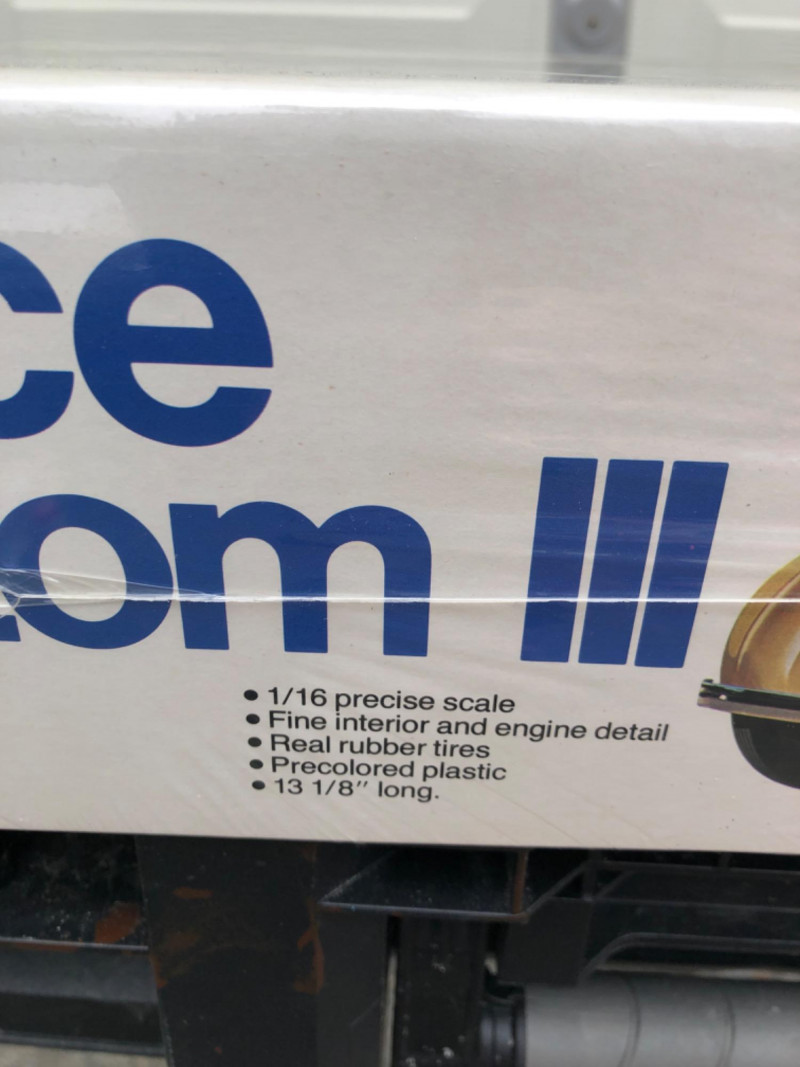 ce
om III
• 1/16 precise scale
• Fine interior and engine detail
• Real rubber tires
• Precolored plastic
• 13 1/8" long.